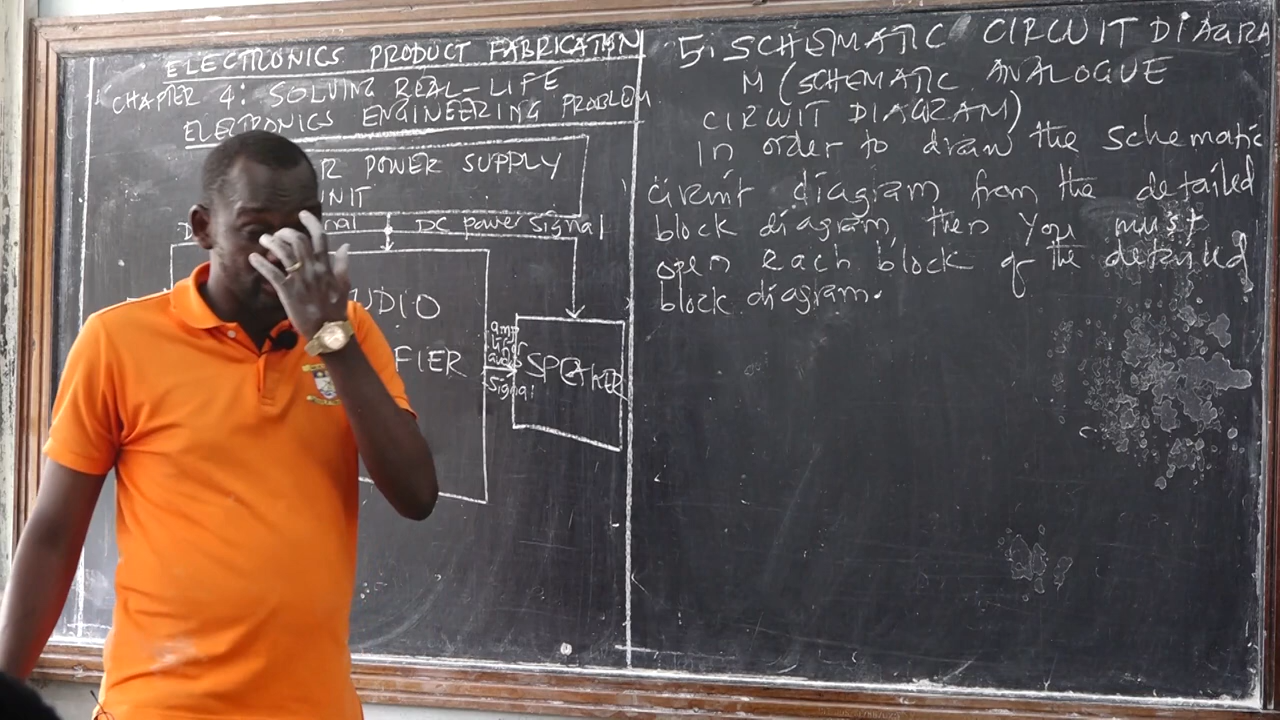 ELECTRONICS PRODUCT FABRICATION
CHAPTER 4: SOLVING REAL-LIFE
ELECTRONICS ENGINEERING PROBLEM
R POWER SUPPLY
UNIT
D nal DC power signal
UDIO
FIER
audio
signal
SPEAKER
5. SCHEMATIC CIRCUIT DIAGRA
M (SCHEMATIC ANALOGUE
CIRCUIT DIAGRAM)
In order to draw the schematic
circuit diagram from the detailed
block diagram, then you must
open each block of the detailed
block diagram.